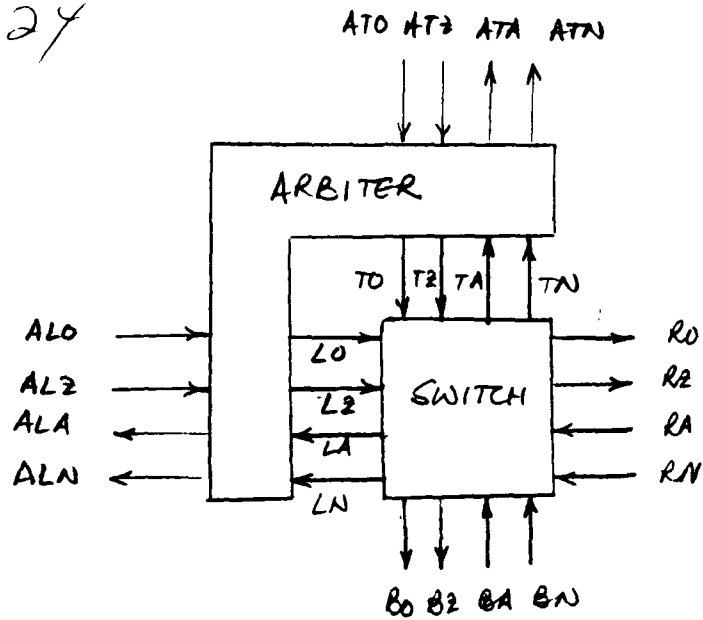 24
ATO ATZ ATA ATN
ARBITER
TO TZ TA TN
ALO LO RO
ALZ LZ SWITCH RZ
ALA LA RA
ALN LN RN
BO BZ BA BN